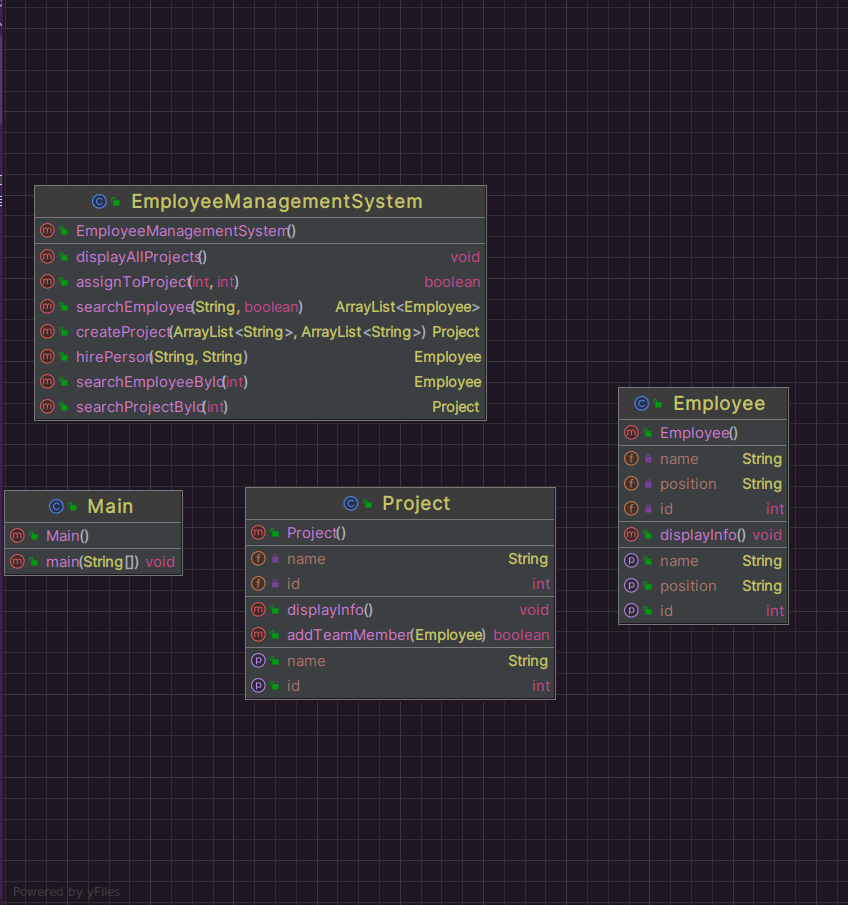 EmployeeManagementSystem
EmployeeManagementSystem()
displayAllProjects() void
assignToProject(int, int) boolean
searchEmployee(String, boolean) ArrayList<Employee>
createProject(ArrayList<String>, ArrayList<String>) Project
hirePerson(String, String) Employee
searchEmployeeById(int) Employee
searchProjectById(int) Project
Employee
Employee()
name String
position String
id int
displayInfo() void
name String
position String
id int
Main
Main()
main(String[]) void
Project
Project()
name String
id int
displayInfo() void
addTeamMember(Employee) boolean
name String
id int
Powered by yFiles